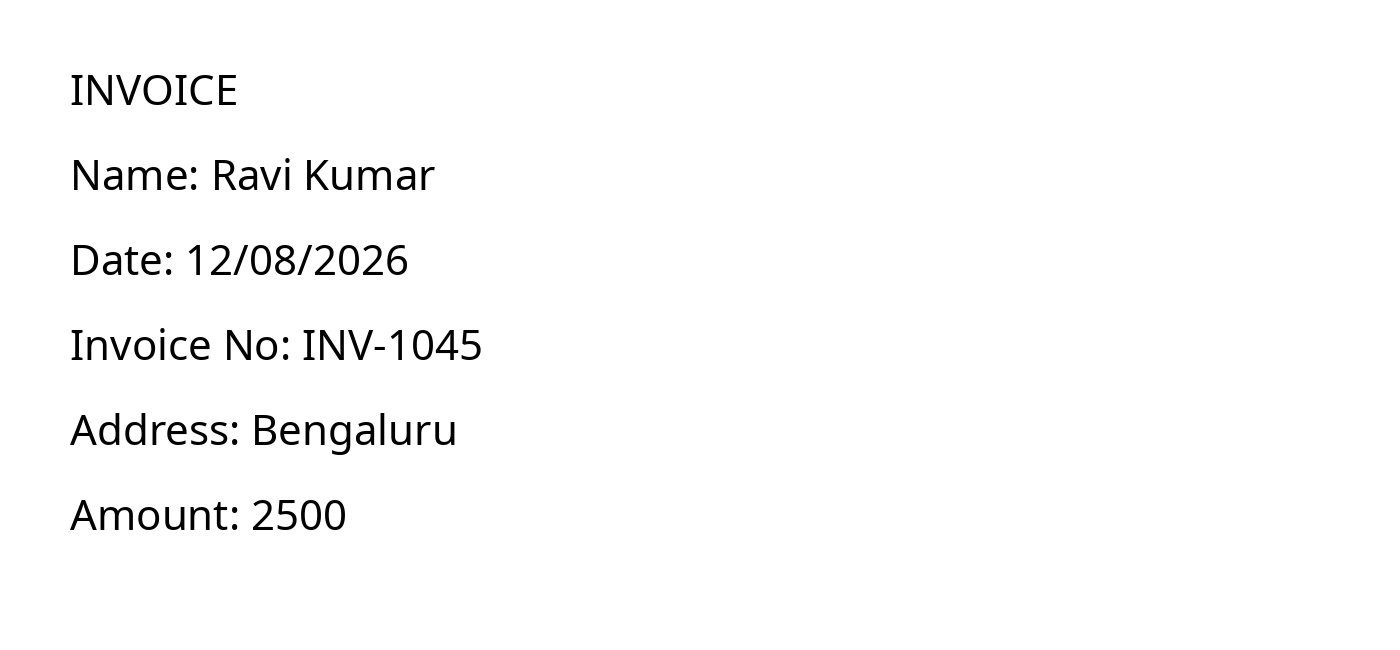 INVOICE
Name: Ravi Kumar
Date: 12/08/2026
Invoice No: INV-1045
Address: Bengaluru
Amount: 2500